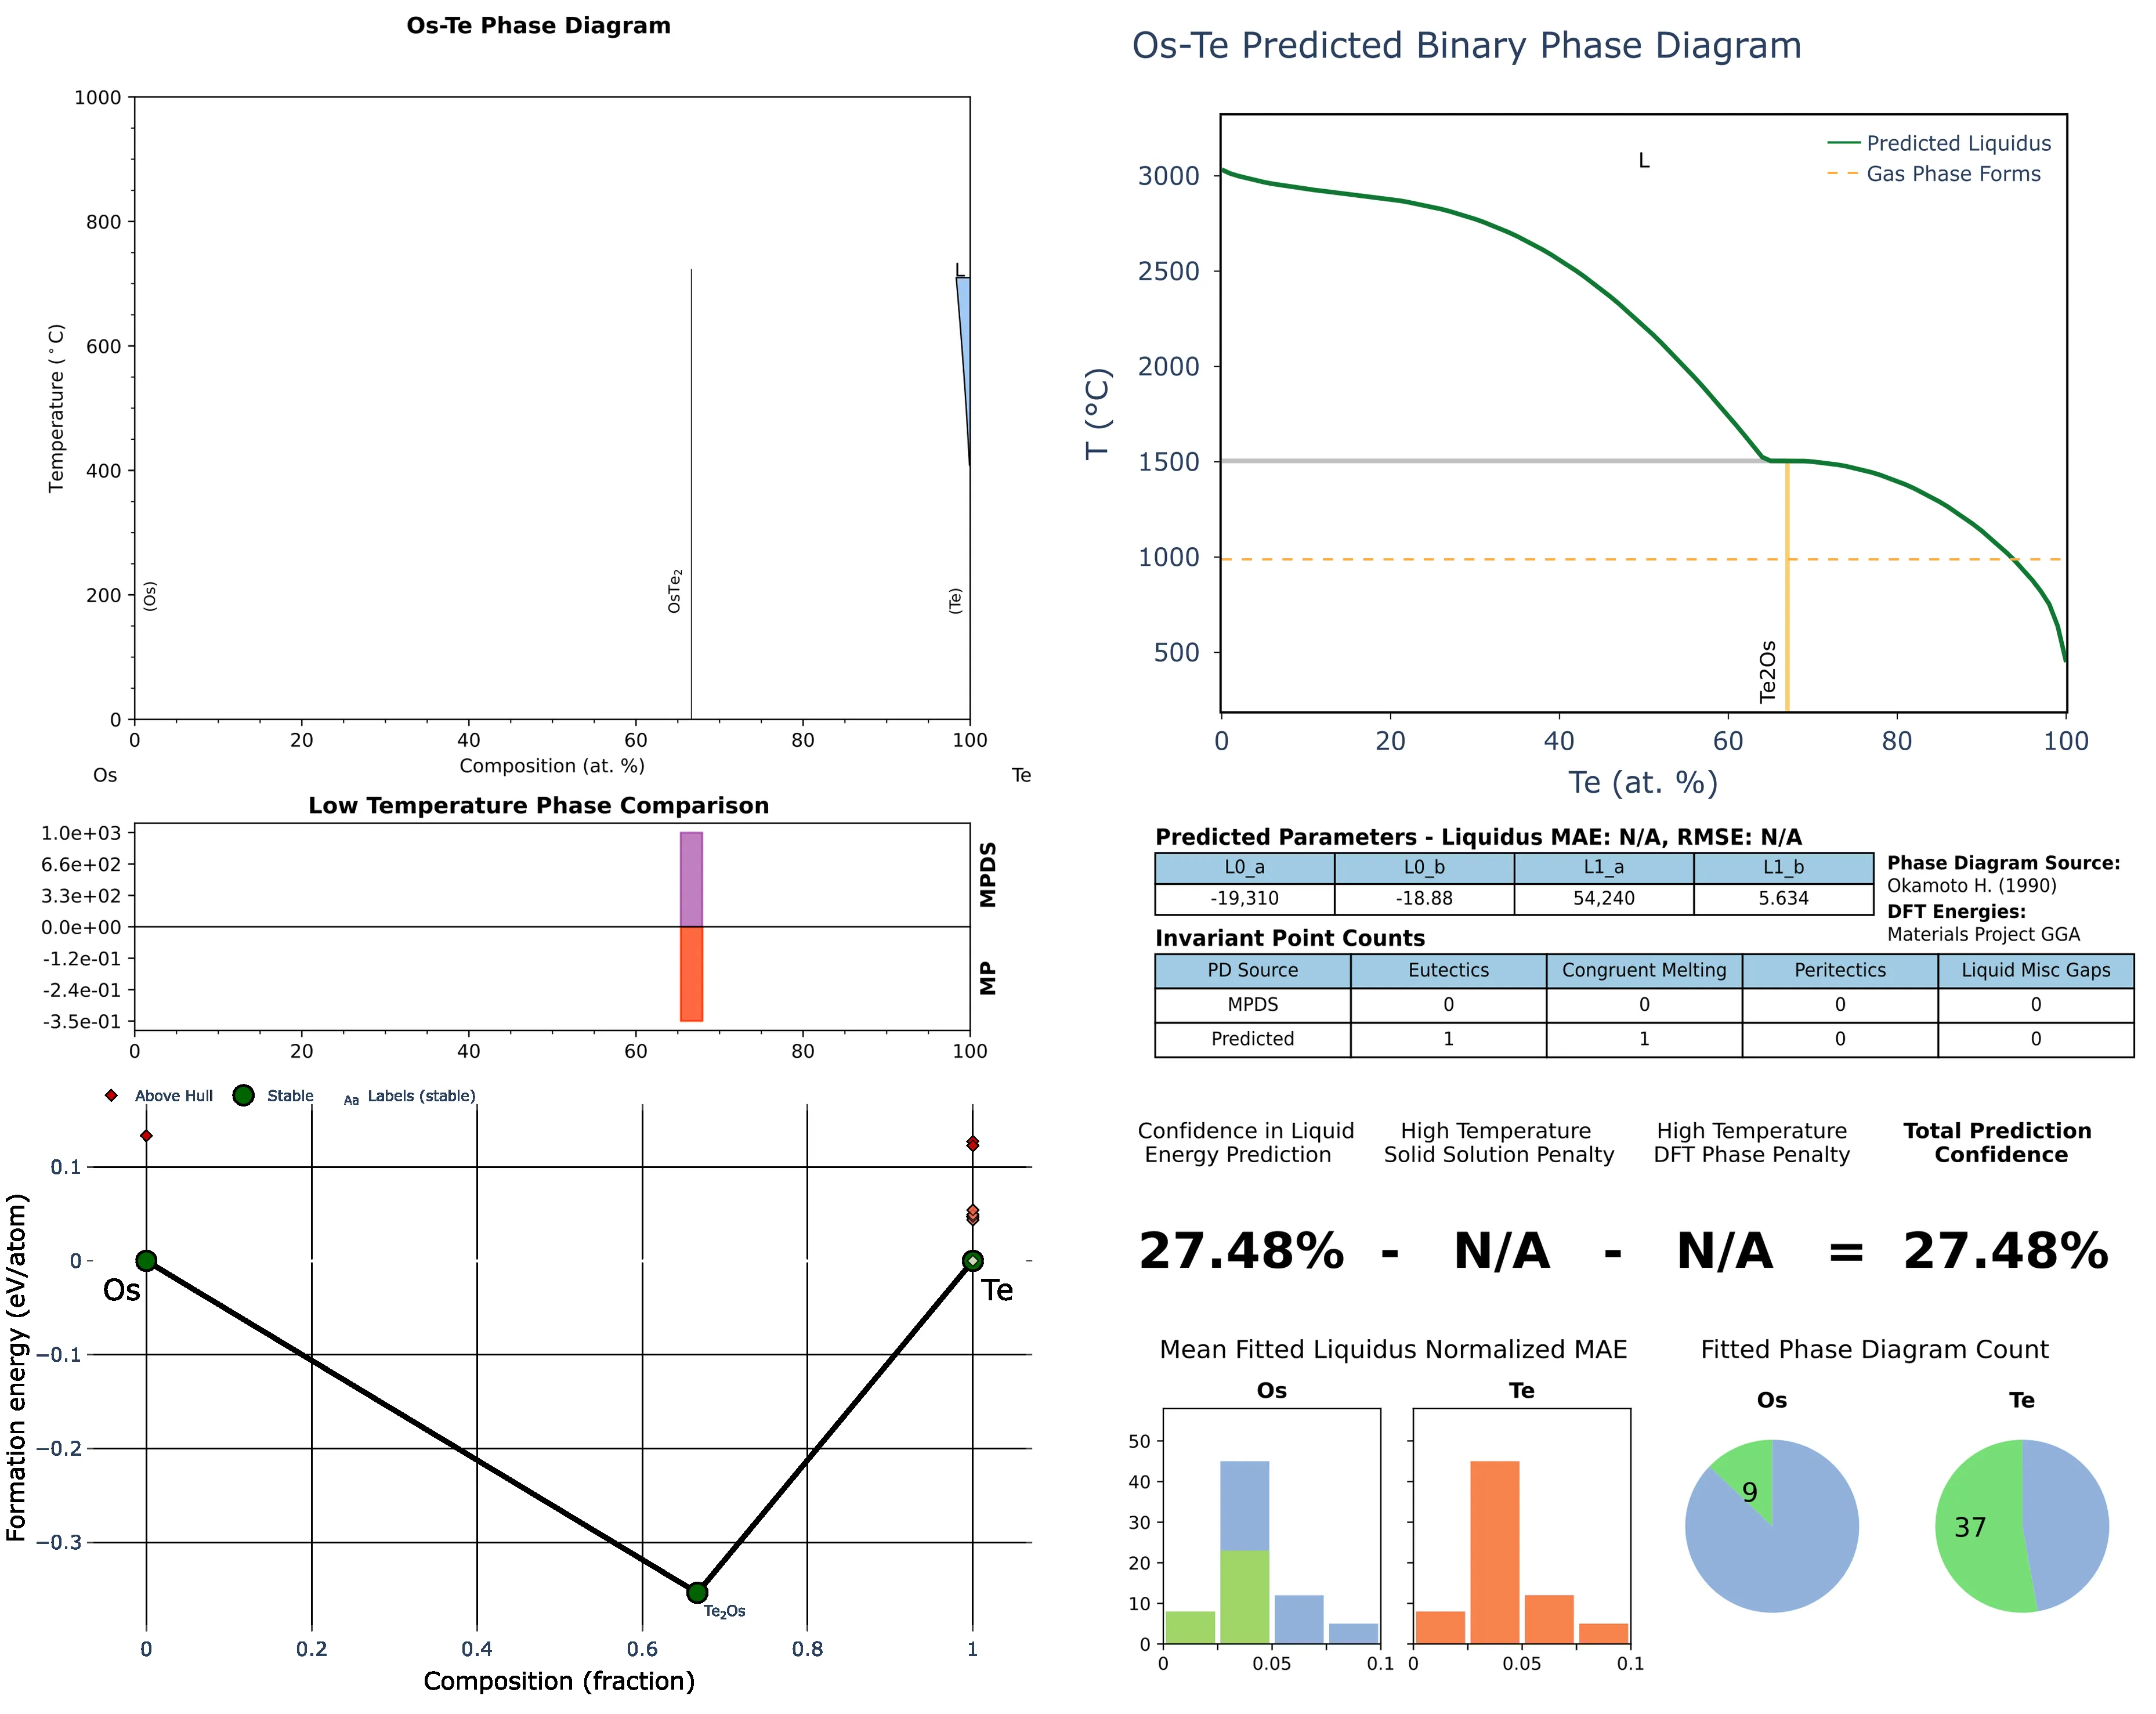 Os-Te Phase Diagram
1000
800
600
400
200
0
Temperature (°C)
L
(Os)
OsTe2
(Te)
0 20 40 60 80 100
Composition (at. %)
Os Te
Low Temperature Phase Comparison
1.0e+03
6.6e+02
3.3e+02
0.0e+00
-1.2e-01
-2.4e-01
-3.5e-01
MPDS
MP
0 20 40 60 80 100
Above Hull Stable Aa Labels (stable)
0.1
0
−0.1
−0.2
−0.3
Formation energy (eV/atom)
Os
Te
Te2Os
0 0.2 0.4 0.6 0.8 1
Composition (fraction)
Os-Te Predicted Binary Phase Diagram
L
Predicted Liquidus
Gas Phase Forms
3000
2500
2000
1500
1000
500
T (°C)
Te2Os
0 20 40 60 80 100
Te (at. %)
Predicted Parameters - Liquidus MAE: N/A, RMSE: N/A
L0_a L0_b L1_a L1_b
-19,310 -18.88 54,240 5.634
Phase Diagram Source:
Okamoto H. (1990)
DFT Energies:
Materials Project GGA
Invariant Point Counts
PD Source Eutectics Congruent Melting Peritectics Liquid Misc Gaps
MPDS 0 0 0 0
Predicted 1 1 0 0
Confidence in Liquid
Energy Prediction
High Temperature
Solid Solution Penalty
High Temperature
DFT Phase Penalty
Total Prediction
Confidence
27.48% - N/A - N/A = 27.48%
Mean Fitted Liquidus Normalized MAE
Os Te
50
40
30
20
10
0
0 0.05 0.1 0 0.05 0.1
Fitted Phase Diagram Count
Os Te
9 37